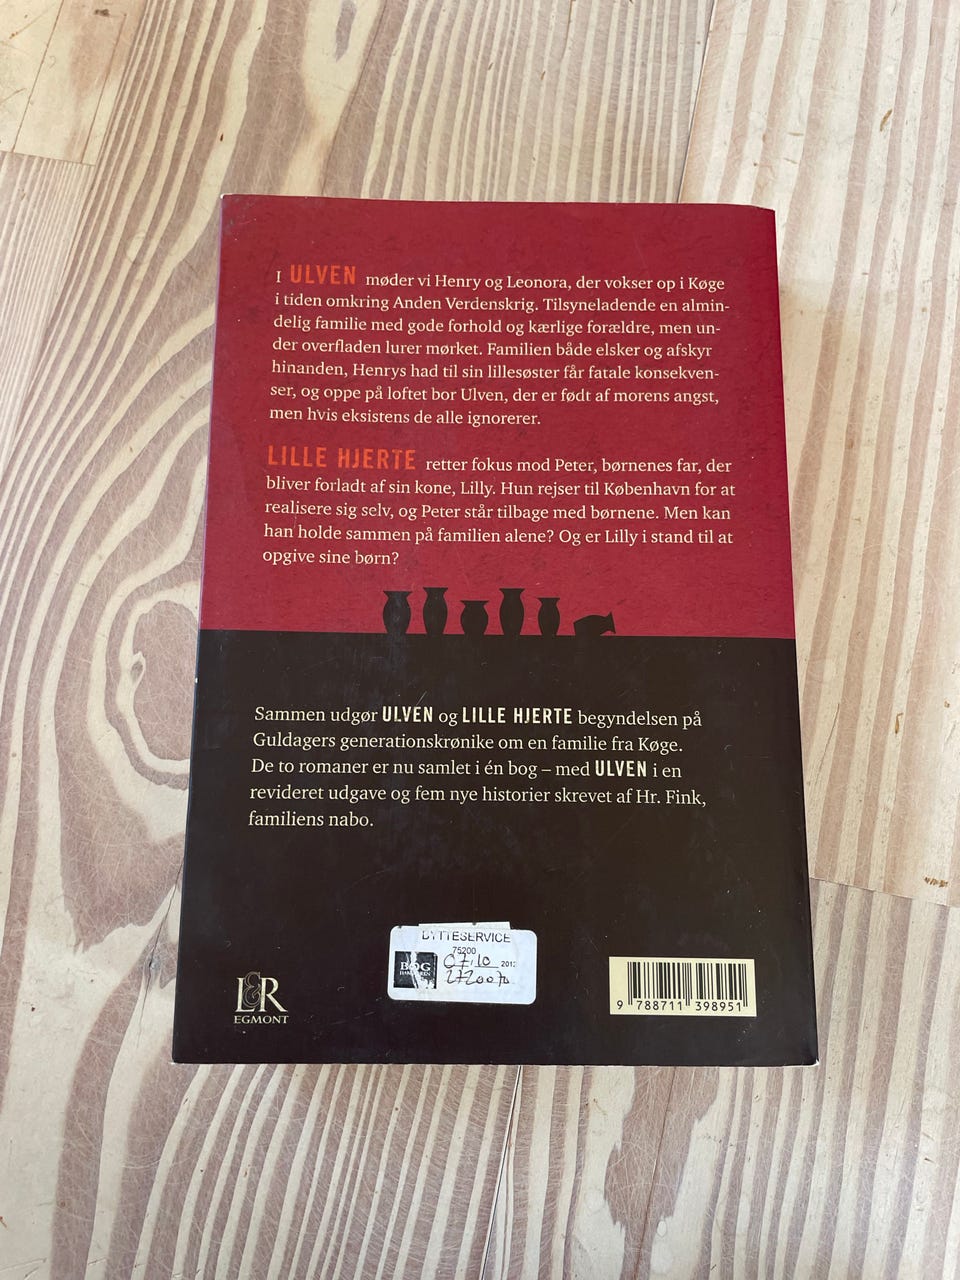 I ULVEN møder vi Henry og Leonora, der vokser op i Køge
i tiden omkring Anden Verdenskrig. Tilsyneladende en almin-
delig familie med gode forhold og kærlige forældre, men un-
der overfladen lurer mørket. Familien både elsker og afskyr
hinanden, Henrys had til sin lillesøster får fatale konsekven-
ser, og oppe på loftet bor Ulven, der er født af morens angst,
men hvis eksistens de alle ignorerer.
LILLE HJERTE retter fokus mod Peter, børnenes far, der
bliver forladt af sin kone, Lilly. Hun rejser til København for at
realisere sig selv, og Peter står tilbage med børnene. Men kan
han holde sammen på familien alene? Og er Lilly i stand til at
opgive sine børn?
Sammen udgør ULVEN og LILLE HJERTE begyndelsen på
Guldagers generationskrønike om en familie fra Køge.
De to romaner er nu samlet i én bog – med ULVEN i en
revideret udgave og fem nye historier skrevet af Hr. Fink,
familiens nabo.
BYTTESERVICE
75200
BOG
07/10 201
L&R
EGMONT
9 788711 398951